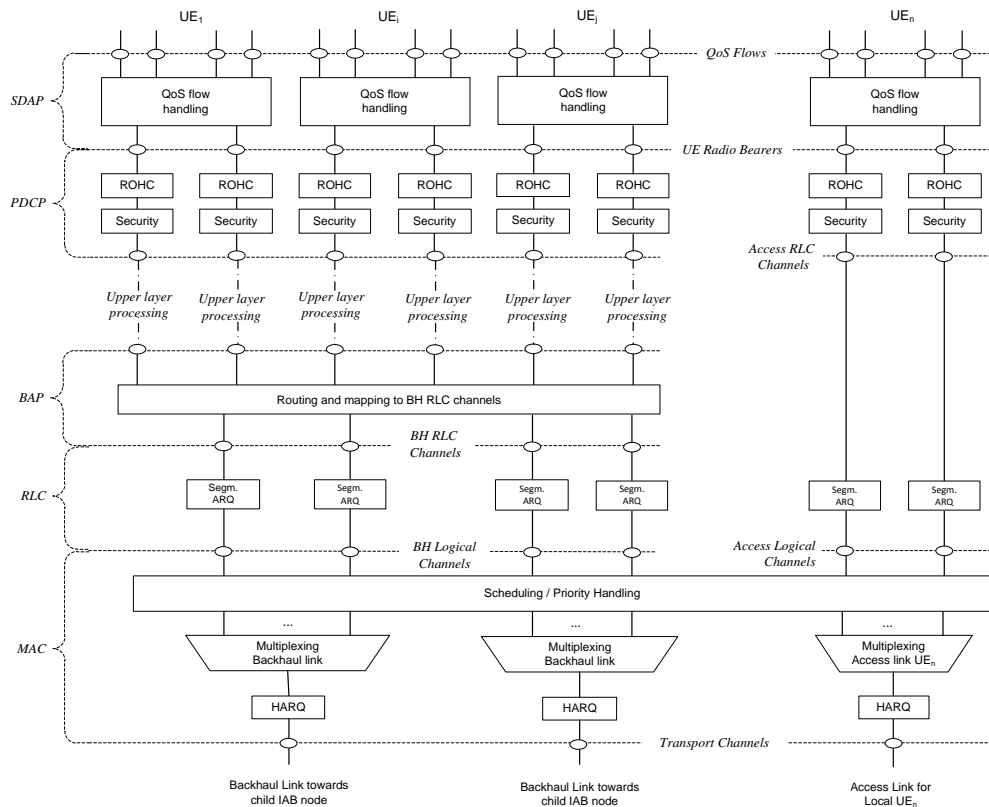 UE1 UEi UEj UEn
QoS Flows
SDAP
QoS flow
handling
QoS flow
handling
QoS flow
handling
QoS flow
handling
UE Radio Bearers
PDCP
ROHC ROHC ROHC ROHC ROHC ROHC ROHC ROHC
Security Security Security Security Security Security Security Security
Access RLC
Channels
Upper layer
processing
Upper layer
processing
Upper layer
processing
Upper layer
processing
Upper layer
processing
Upper layer
processing
BAP
Routing and mapping to BH RLC channels
BH RLC
Channels
RLC
Segm.
ARQ
Segm.
ARQ
Segm.
ARQ
Segm.
ARQ
Segm.
ARQ
Segm.
ARQ
BH Logical
Channels
Access Logical
Channels
MAC
Scheduling / Priority Handling
... ... ...
Multiplexing
Backhaul link
Multiplexing
Backhaul link
Multiplexing
Access link UEn
HARQ HARQ HARQ
Transport Channels
Backhaul Link towards
child IAB node
Backhaul Link towards
child IAB node
Access Link for
Local UEn